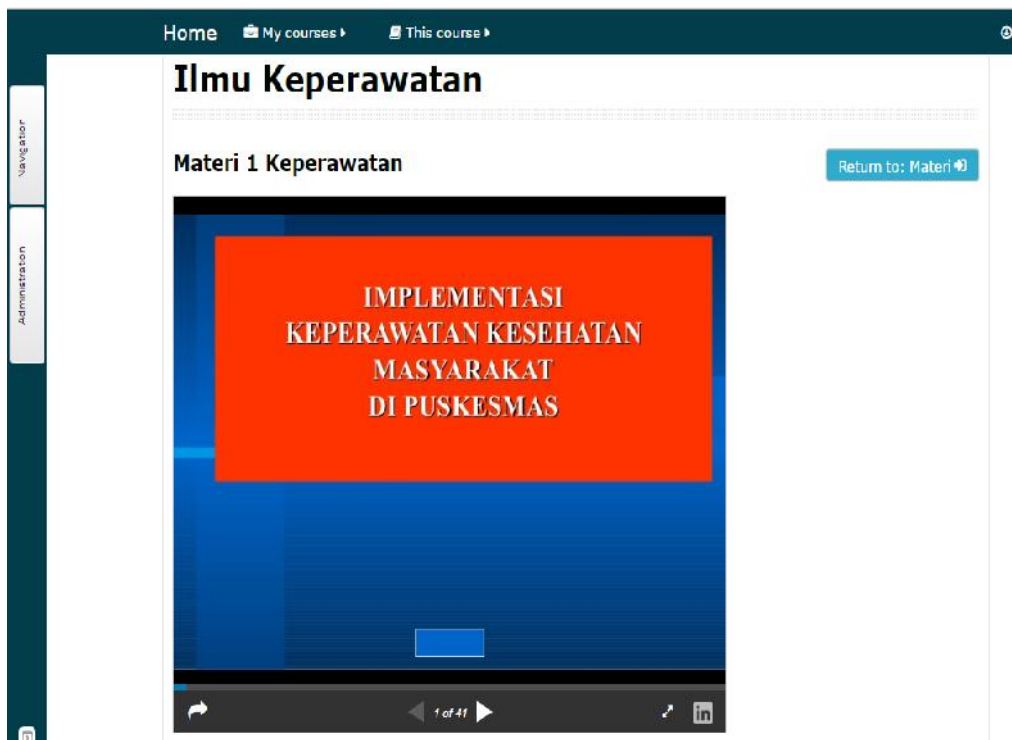 Home My courses This course
Ilmu Keperawatan
Navigation
Materi 1 Keperawatan
Return to: Materi
Administration
IMPLEMENTASI
KEPERAWATAN KESEHATAN
MASYARAKAT
DI PUSKESMAS
1 of 41
in